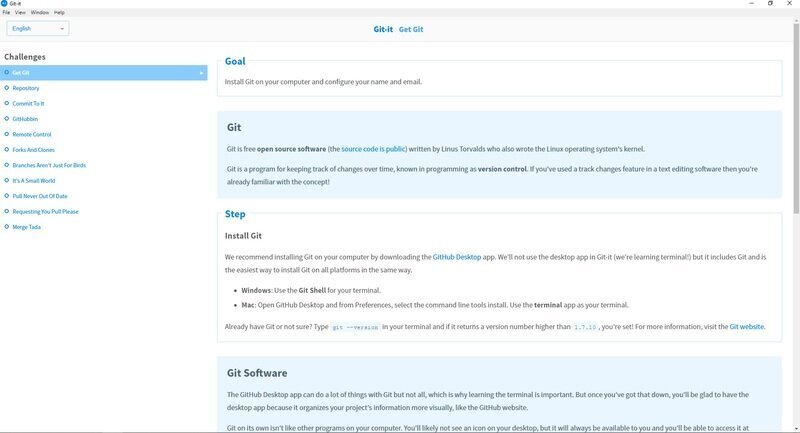 Git-it
File View Window Help
English
Git-it Get Git
Challenges
Get Git
Repository
Commit To It
GitHubbin
Remote Control
Forks And Clones
Branches Aren't Just For Birds
It's A Small World
Pull Never Out Of Date
Requesting You Pull Please
Merge Tada
Goal
Install Git on your computer and configure your name and email.
Git
Git is free open source software (the source code is public) written by Linus Torvalds who also wrote the Linux operating system's kernel.
Git is a program for keeping track of changes over time, known in programming as version control. If you've used a track changes feature in a text editing software then you're
already familiar with the concept!
Step
Install Git
We recommend installing Git on your computer by downloading the GitHub Desktop app. We'll not use the desktop app in Git-it (we're learning terminal!) but it includes Git and is
the easiest way to install Git on all platforms in the same way.
Windows: Use the Git Shell for your terminal.
Mac: Open GitHub Desktop and from Preferences, select the command line tools install. Use the terminal app as your terminal.
Already have Git or not sure? Type git --version in your terminal and if it returns a version number higher than 1.7.10, you're set! For more information, visit the Git website.
Git Software
The GitHub Desktop app can do a lot of things with Git but not all, which is why learning the terminal is important. But once you've got that down, you'll be glad to have the
desktop app because it organizes your project's information more visually, like the GitHub website.
Git on its own isn't like other programs on your computer. You'll likely not see an icon on your desktop, but it will always be available to you and you'll be able to access it at